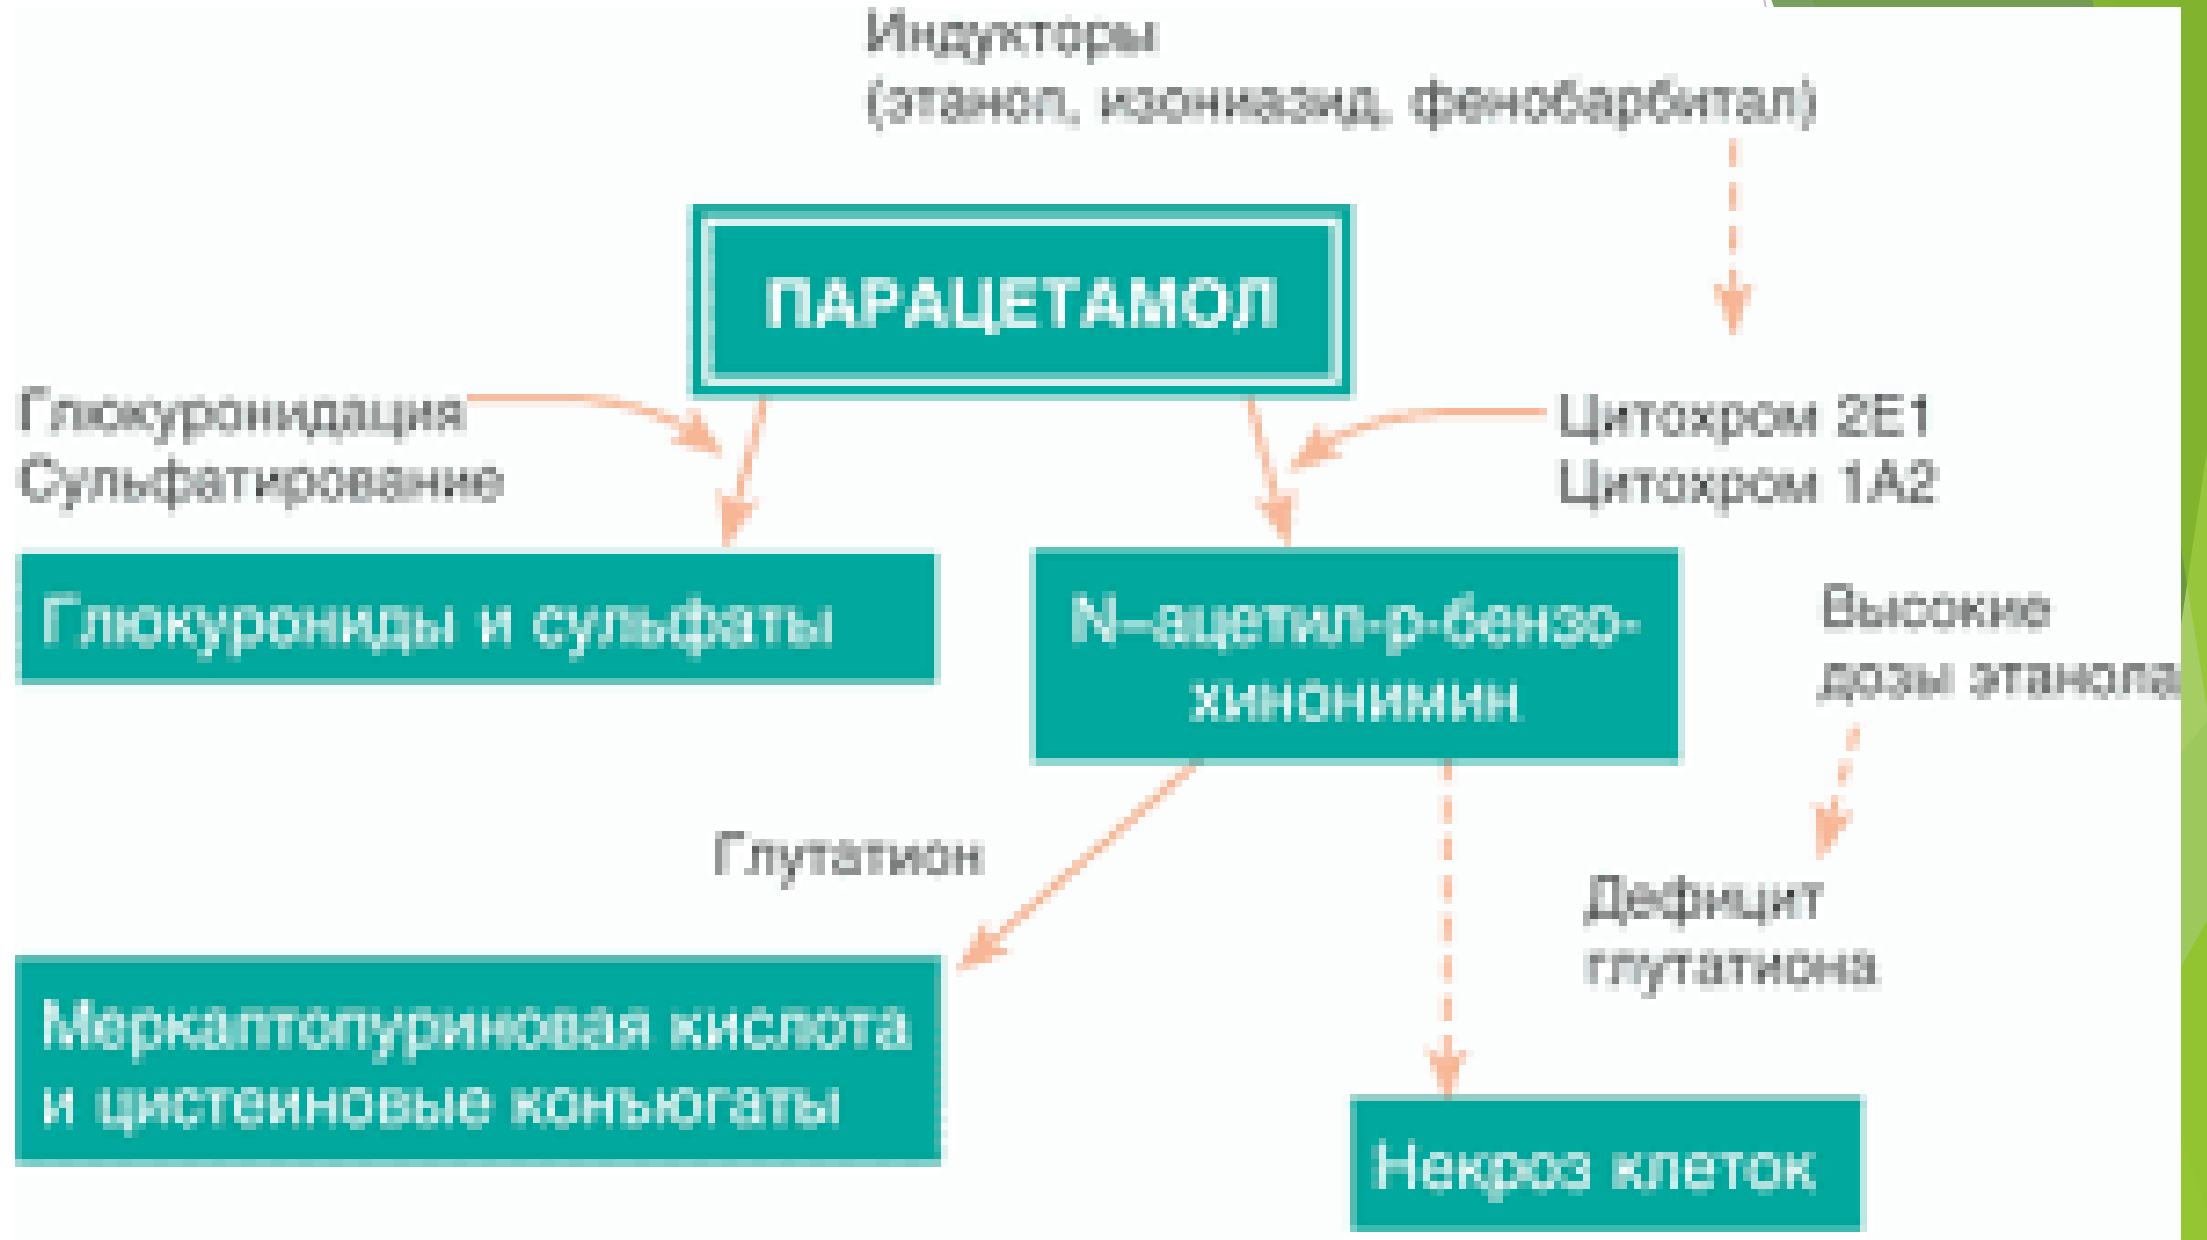 Индукторы
(этанол, изониазид, фенобарбитал)
ПАРАЦЕТАМОЛ
Глюкуронидация
Сульфатирование
Цитохром 2E1
Цитохром 1A2
Глюкурониды и сульфаты
N–ацетил-р-бензо-
хинонимин
Высокие
дозы этанола
Глутатион
Дефицит
глутатиона
Меркаптопуриновая кислота
и цистеиновые конъюгаты
Некроз клеток